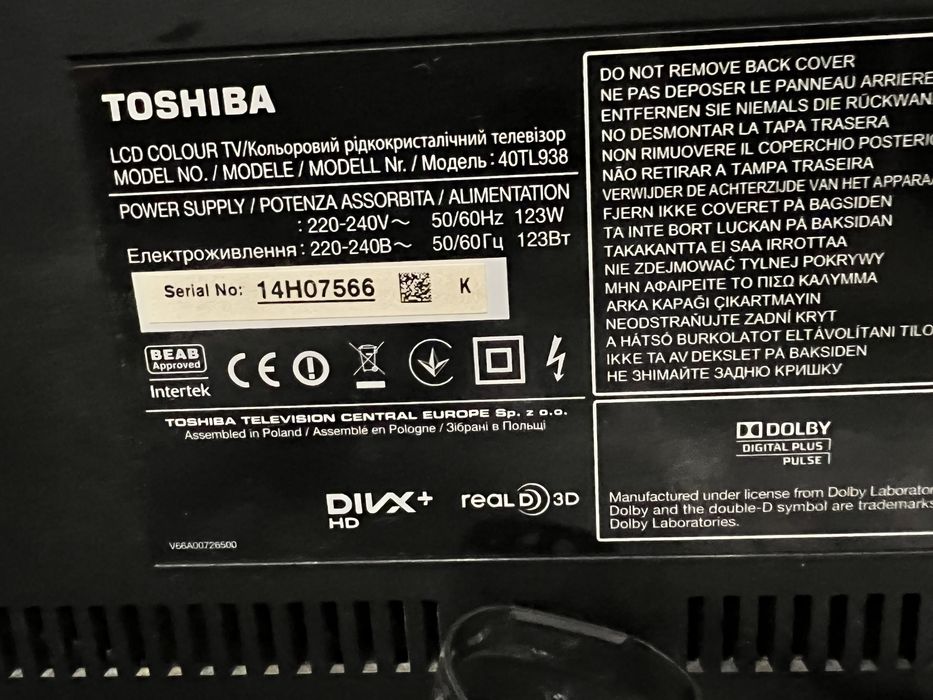 TOSHIBA
LCD COLOUR TV/Кольоровий рідкокристалічний телевізор
MODEL NO. / MODELE / MODELL Nr. / Модель : 40TL938
POWER SUPPLY / POTENZA ASSORBITA / ALIMENTATION
: 220-240V～ 50/60Hz 123W
Електроживлення : 220-240В～ 50/60Гц 123Вт
Serial No: 14H07566 K
BEAB
Approved
Intertek
CE
TOSHIBA TELEVISION CENTRAL EUROPE Sp. z o.o.
Assembled in Poland / Assemblé en Pologne / Зібрані в Польщі
DIVX+
HD
REAL D 3D
V66A00726500
DO NOT REMOVE BACK COVER
NE PAS DEPOSER LE PANNEAU ARRIERE
ENTFERNEN SIE NIEMALS DIE RÜCKWAN
NO DESMONTAR LA TAPA TRASERA
NON RIMUOVERE IL COPERCHIO POSTERIO
NÃO RETIRAR A TAMPA TRASEIRA
VERWIJDER DE ACHTERZIJDE VAN HET APPARA
FJERN IKKE COVERET PÅ BAGSIDEN
TA INTE BORT LUCKAN PÅ BAKSIDAN
TAKAKANTTA EI SAA IRROTTAA
NIE ZDEJMOWAĆ TYLNEJ POKRYWY
ΜΗΝ ΑΦΑΙΡΕΙΤΕ ΤΟ ΠΙΣΩ ΚΑΛΥΜΜΑ
ARKA KAPAĞI ÇIKARTMAYIN
NEODSTRAŇUJTE ZADNÍ KRYT
A HÁTSÓ BURKOLATOT ELTÁVOLÍTANI TILO
IKKE TA AV DEKSLET PÅ BAKSIDEN
НЕ ЗНІМАЙТЕ ЗАДНЮ КРИШКУ
DOLBY
DIGITAL PLUS
PULSE
Manufactured under license from Dolby Laborator
Dolby and the double-D symbol are trademarks
Dolby Laboratories.